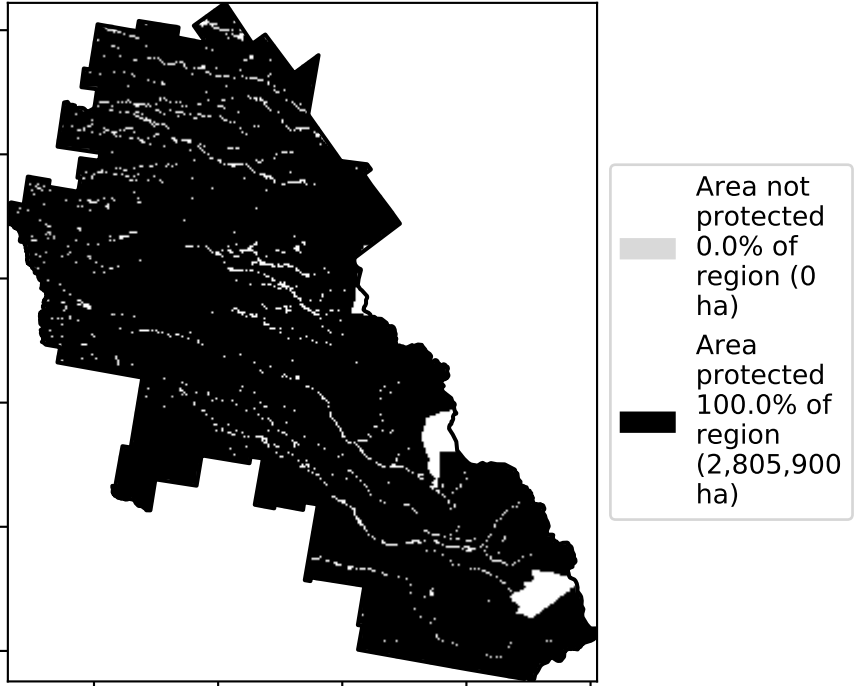 Area not
protected
0.0% of
region (0
ha)
Area
protected
100.0% of
region
(2,805,900
ha)